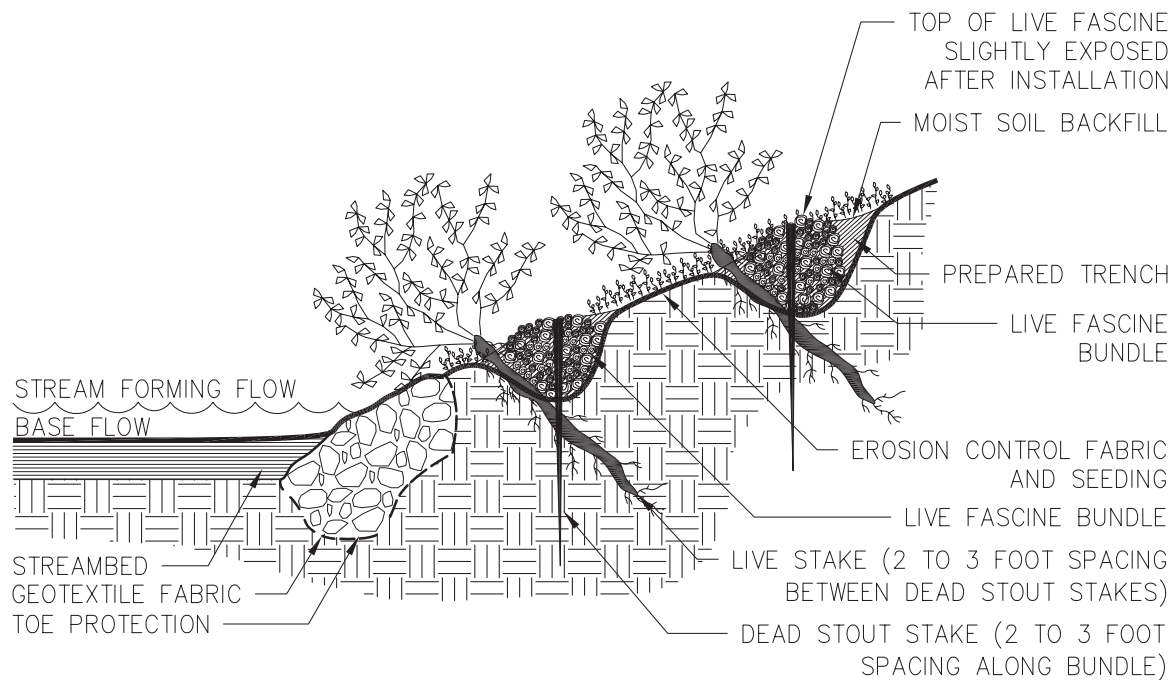 TOP OF LIVE FASCINE
SLIGHTLY EXPOSED
AFTER INSTALLATION
MOIST SOIL BACKFILL
PREPARED TRENCH
LIVE FASCINE
BUNDLE
STREAM FORMING FLOW
BASE FLOW
EROSION CONTROL FABRIC
AND SEEDING
LIVE FASCINE BUNDLE
STREAMBED
GEOTEXTILE FABRIC
TOE PROTECTION
LIVE STAKE (2 TO 3 FOOT SPACING
BETWEEN DEAD STOUT STAKES)
DEAD STOUT STAKE (2 TO 3 FOOT
SPACING ALONG BUNDLE)